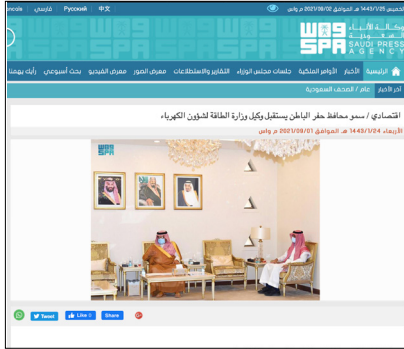 الخميس 1443/1/25 هـ الموافق 2021/09/02 م واس
中文 Русский فارسي
وكالة الأنباء السعودية
SPA SAUDI PRESS AGENCY
الرئيسية الأخبار الأوامر الملكية جلسات مجلس الوزراء التقارير والاستطلاعات معرض الصور معرض الفيديو بحث أسبوعي رأيك يهمنا
آخر الأخبار عام / الصحف السعودية
اقتصادي / سمو محافظ حفر الباطن يستقبل وكيل وزارة الطاقة لشؤون الكهرباء
الأربعاء 1443/1/24 هـ الموافق 2021/09/01 م واس
SPA
Tweet Like 0 Share